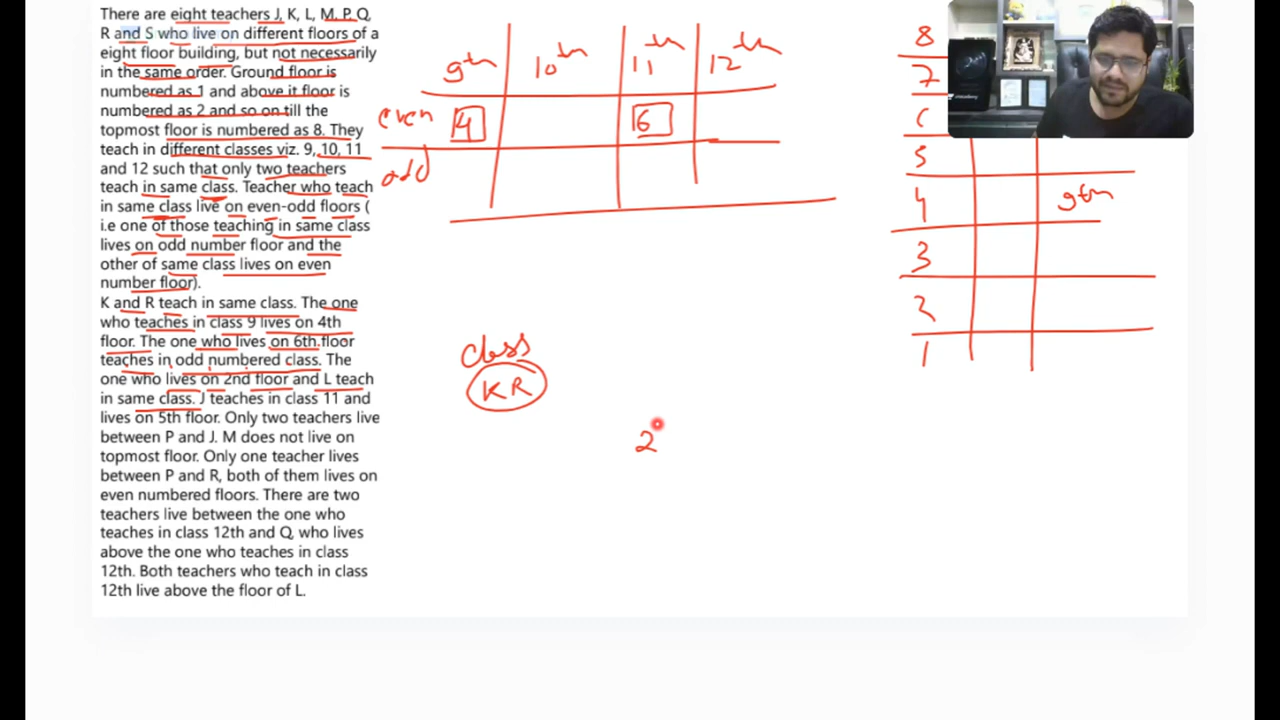 There are eight teachers J, K, L, M, P, Q,
R and S who live on different floors of a
eight floor building, but not necessarily
in the same order. Ground floor is
numbered as 1 and above it floor is
numbered as 2 and so on till the
topmost floor is numbered as 8. They
teach in different classes viz. 9, 10, 11
and 12 such that only two teachers
teach in same class. Teacher who teach
in same class live on even-odd floors (
i.e one of those teaching in same class
lives on odd number floor and the
other of same class lives on even
number floor).
K and R teach in same class. The one
who teaches in class 9 lives on 4th
floor. The one who lives on 6th floor
teaches in odd numbered class. The
one who lives on 2nd floor and L teach
in same class. J teaches in class 11 and
lives on 5th floor. Only two teachers live
between P and J. M does not live on
topmost floor. Only one teacher lives
between P and R, both of them lives on
even numbered floors. There are two
teachers live between the one who
teaches in class 12th and Q, who lives
above the one who teaches in class
12th. Both teachers who teach in class
12th live above the floor of L.
9th 10th 11th 12th
even 4 6
odd
class
KR
2
8
7
6
5
4 9th
3
2
1